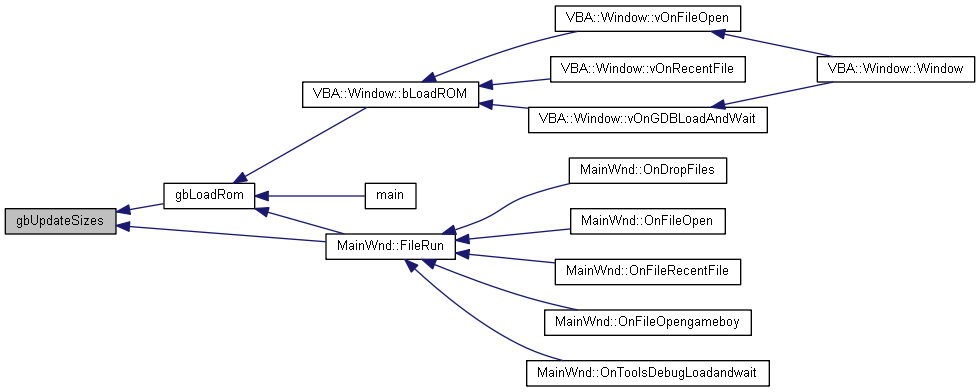 VBA::Window::vOnFileOpen
VBA::Window::vOnRecentFile
VBA::Window::Window
VBA::Window::bLoadROM
VBA::Window::vOnGDBLoadAndWait
MainWnd::OnDropFiles
gbLoadRom
main
gbUpdateSizes
MainWnd::OnFileOpen
MainWnd::FileRun
MainWnd::OnFileRecentFile
MainWnd::OnFileOpengameboy
MainWnd::OnToolsDebugLoadandwait